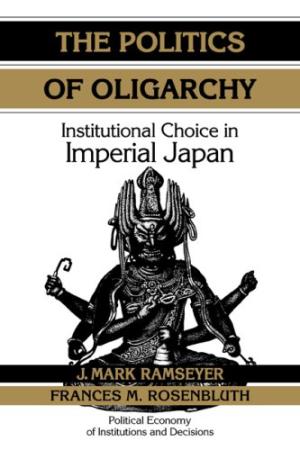 THE POLITICS
OF OLIGARCHY
Institutional Choice in
Imperial Japan
J. MARK RAMSEYER
FRANCES M. ROSENBLUTH
Political Economy
of Institutions and Decisions